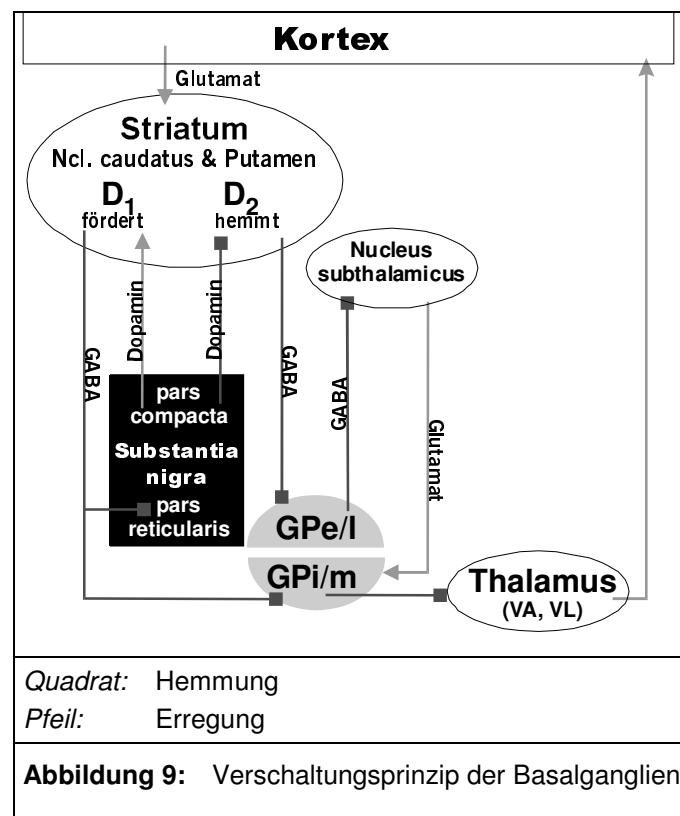 Kortex
Glutamat
Striatum
Ncl. caudatus & Putamen
D1 D2
fördert hemmt
Nucleus
subthalamicus
GABA
Dopamin
Dopamin
GABA
GABA
Glutamat
pars
compacta
Substantia
nigra
pars
reticularis
GPe/l
GPi/m
Thalamus
(VA, VL)
Quadrat: Hemmung
Pfeil: Erregung
Abbildung 9: Verschaltungsprinzip der Basalganglien